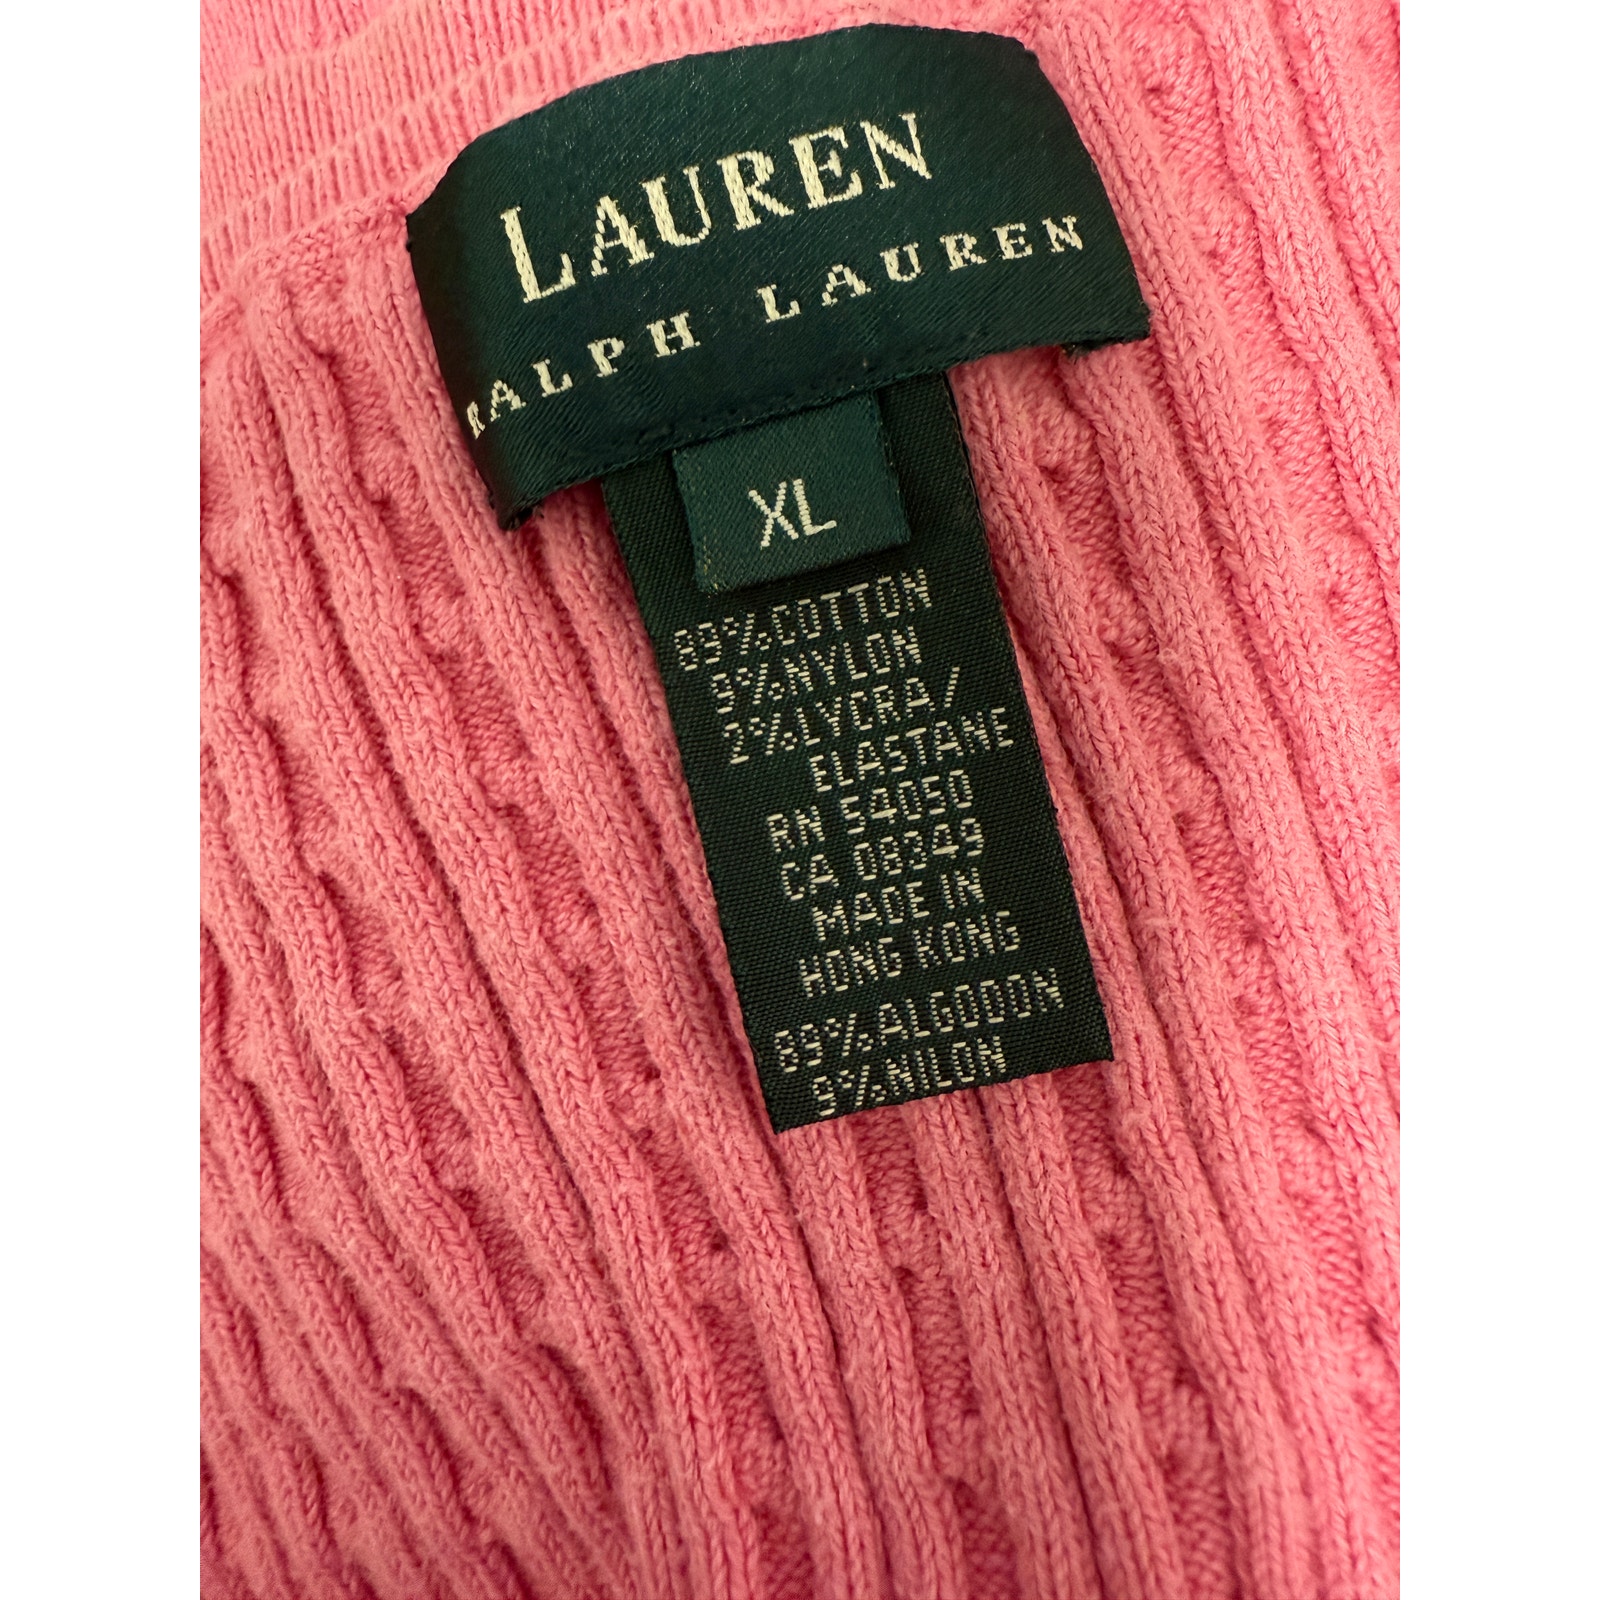 LAUREN
RALPH LAUREN
XL
89%COTTON
9%NYLON
2%LYCRA/
ELASTANE
RN 54050
CA 08349
MADE IN
HONG KONG
89%ALGODON
9%NILON